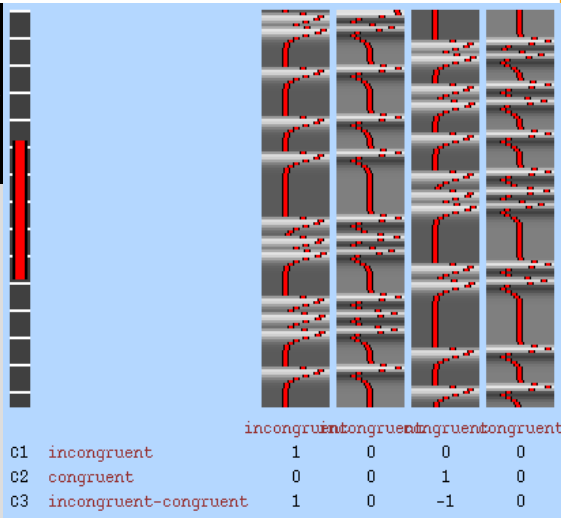 incongruent incongruent congruent congruent
C1 incongruent 1 0 0 0
C2 congruent 0 0 1 0
C3 incongruent-congruent 1 0 -1 0